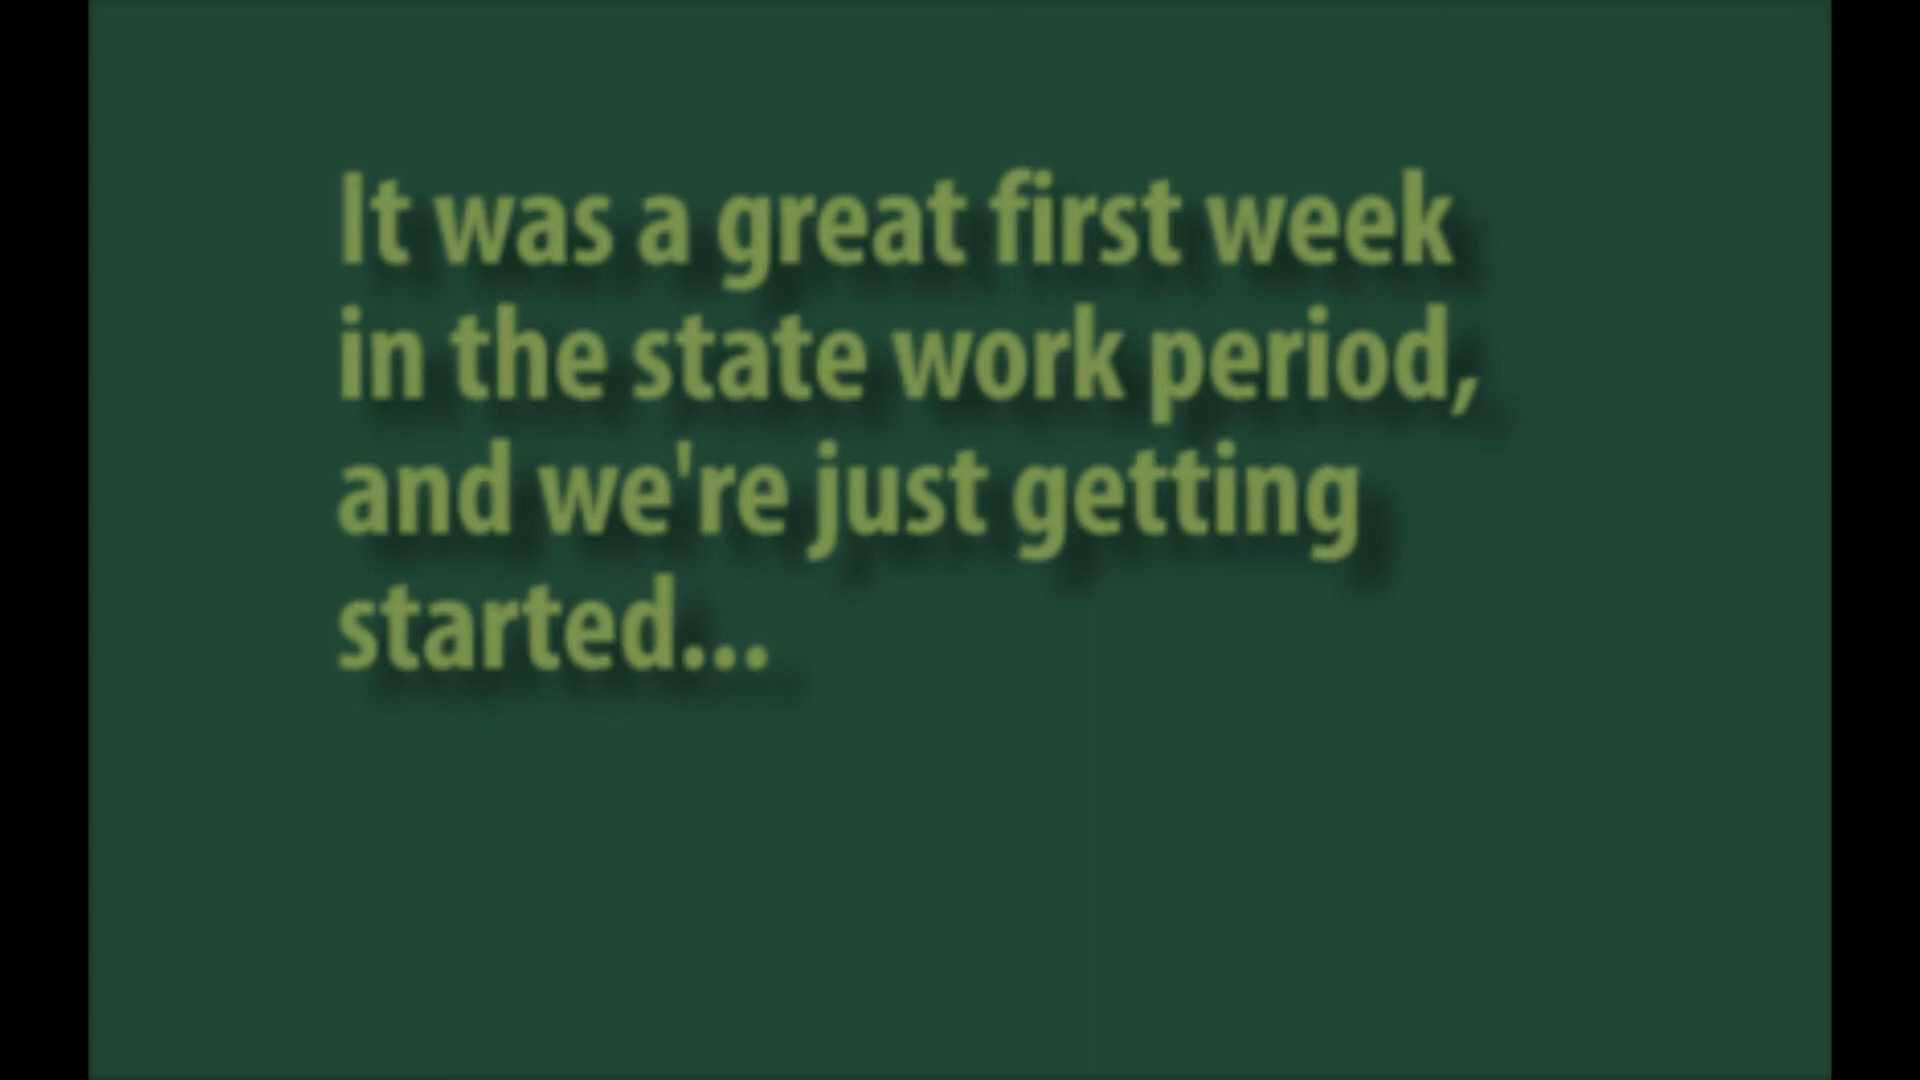 It was a great first week
in the state work period,
and we're just getting
started...